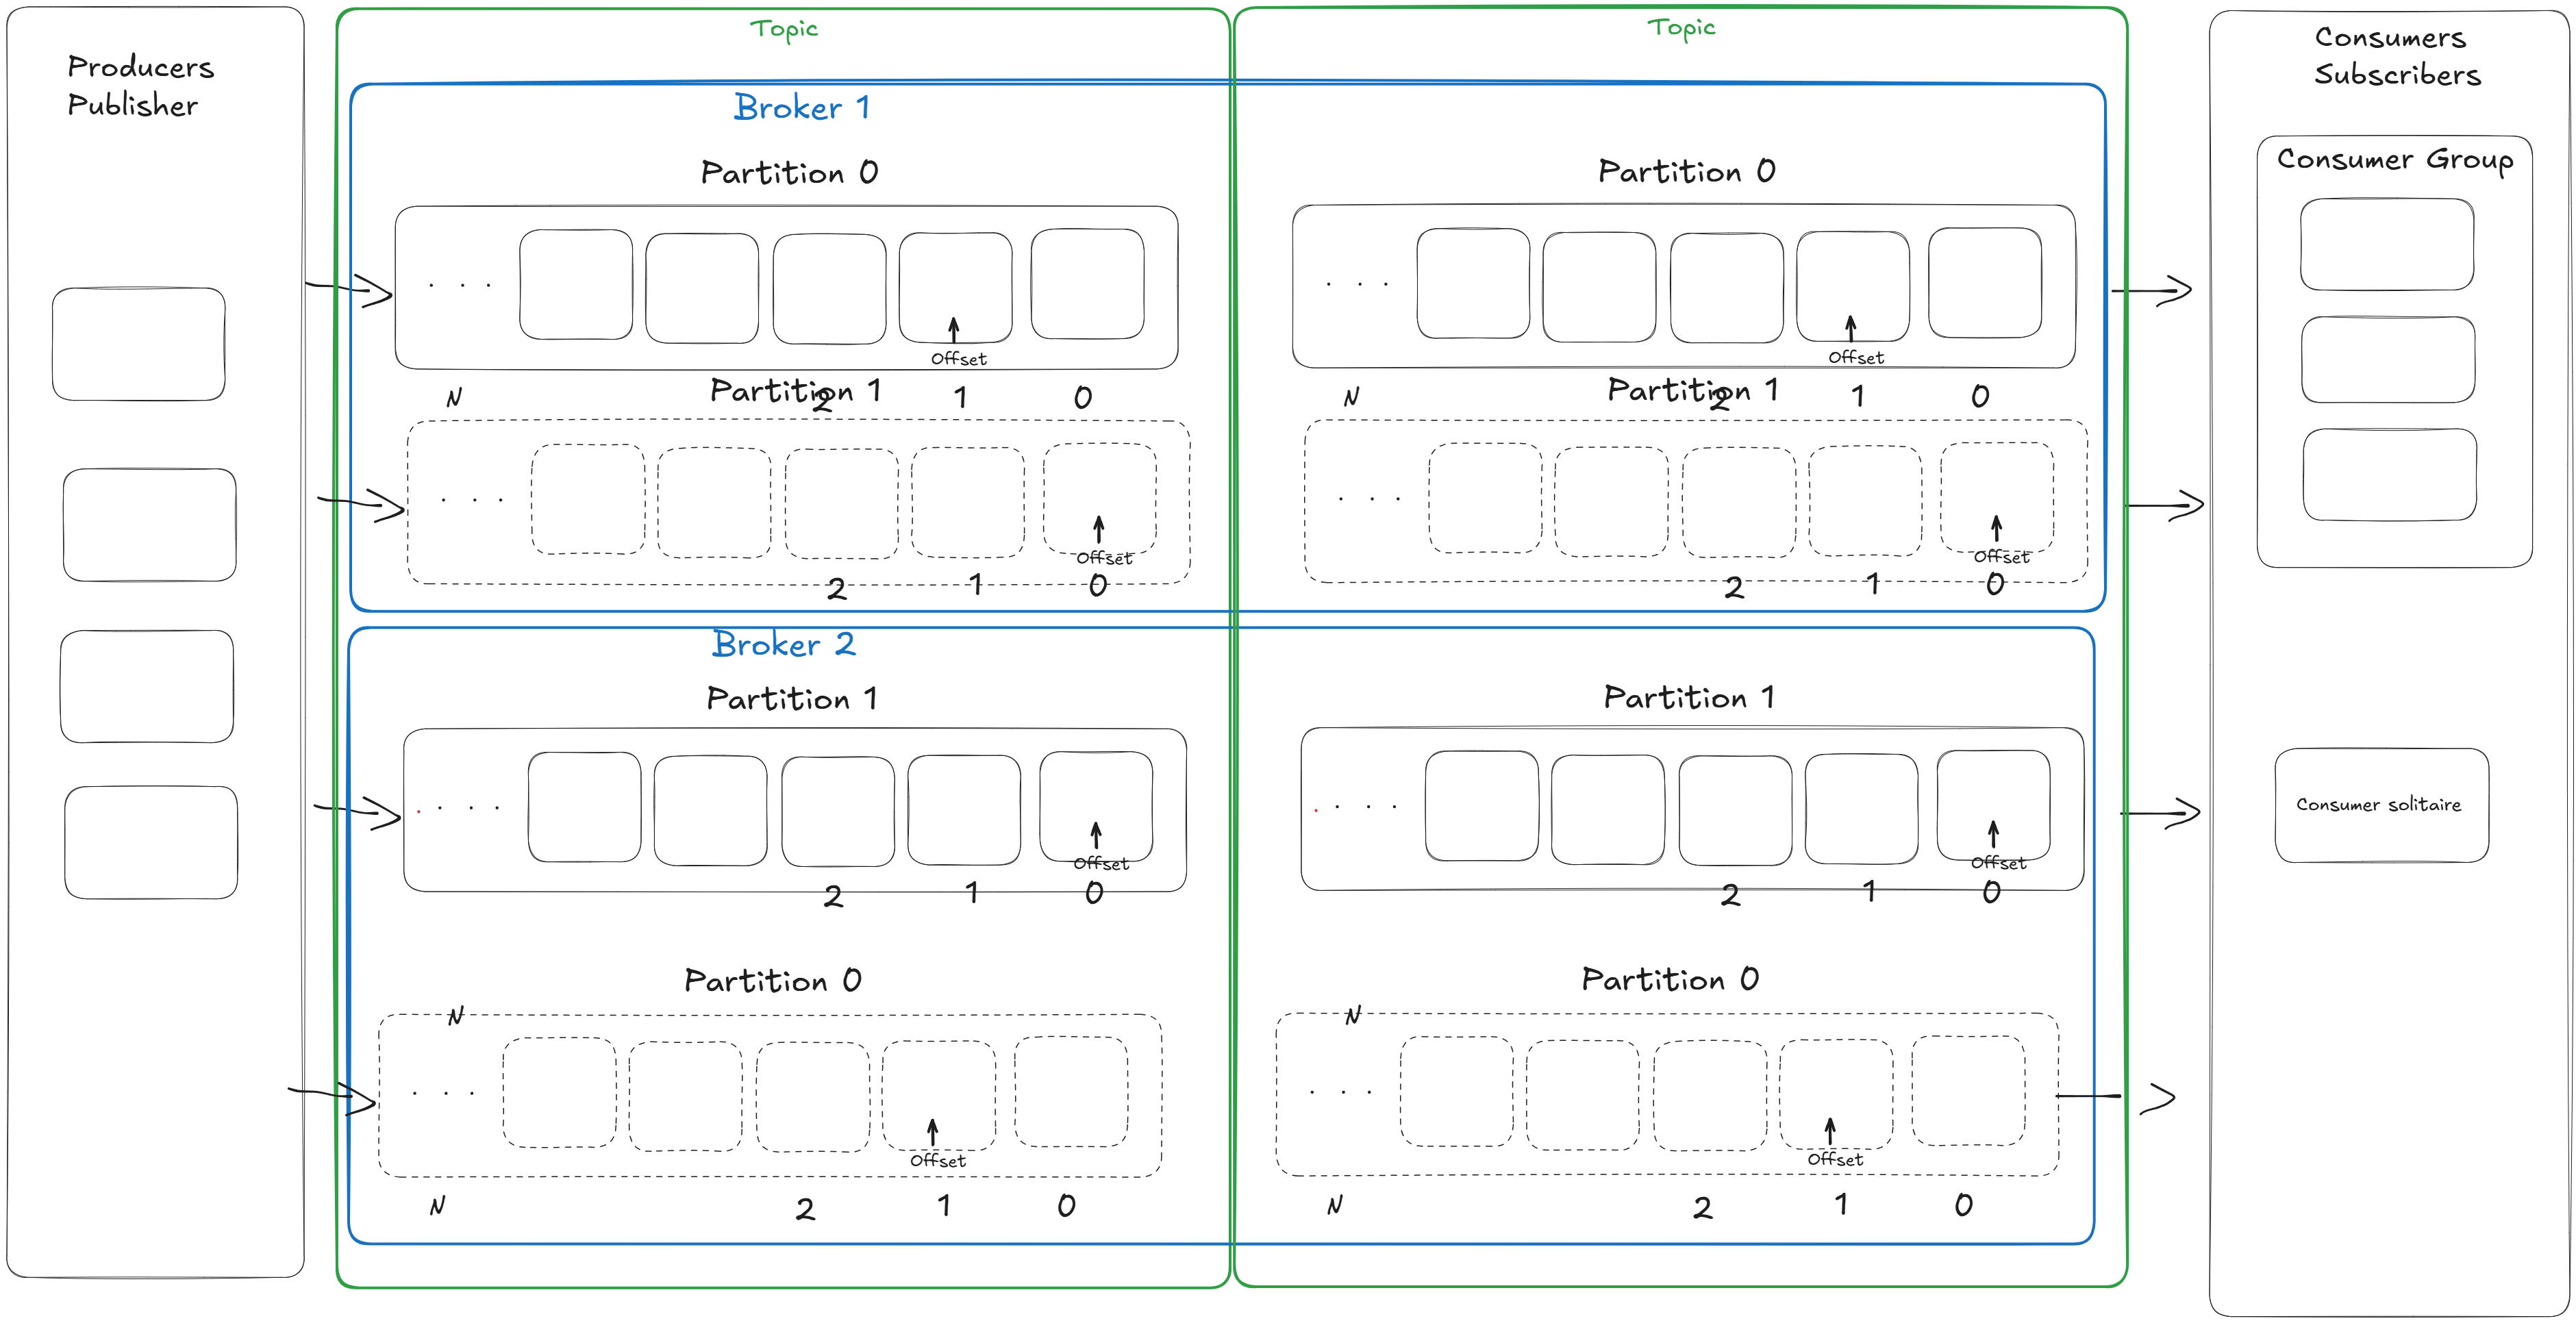 Producers
Publisher
Topic
Topic
Consumers
Subscribers
Broker 1
Partition 0
Partition 0
Consumer Group
Offset
Offset
N
Partition 1
2
1
0
N
Partition 1
2
1
0
Offset
Offset
2
1
0
2
1
0
Broker 2
Partition 1
Partition 1
Consumer solitaire
Offset
Offset
2
1
0
2
1
0
Partition 0
Partition 0
N
N
Offset
Offset
N
2
1
0
N
2
1
0